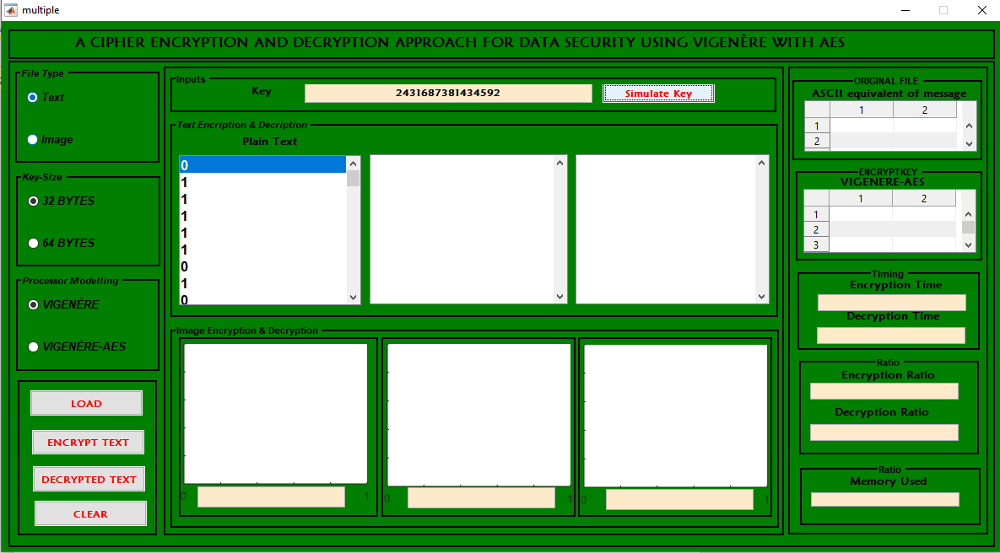 multiple
A CIPHER ENCRYPTION AND DECRYPTION APPROACH FOR DATA SECURITY USING VIGENÈRE WITH AES
File Type
Text
Image
Key-Size
32 BYTES
64 BYTES
Processor Modelling
VIGENÈRE
VIGENÈRE-AES
LOAD
ENCRYPT TEXT
DECRYPTED TEXT
CLEAR
Inputs
Key
2431687381434592
Simulate Key
Text Encription & Decription
Plain Text
0
1
1
1
1
1
0
1
0
Image Encryption & Decryption
0 1
0 1
0 1
ORIGINAL FILE
ASCII equivalent of message
1 2
1
2
ENCRYPTKEY
VIGENERE-AES
1 2
1
2
3
Timing
Encryption Time
Decryption Time
Ratio
Encryption Ratio
Decryption Ratio
Ratio
Memory Used